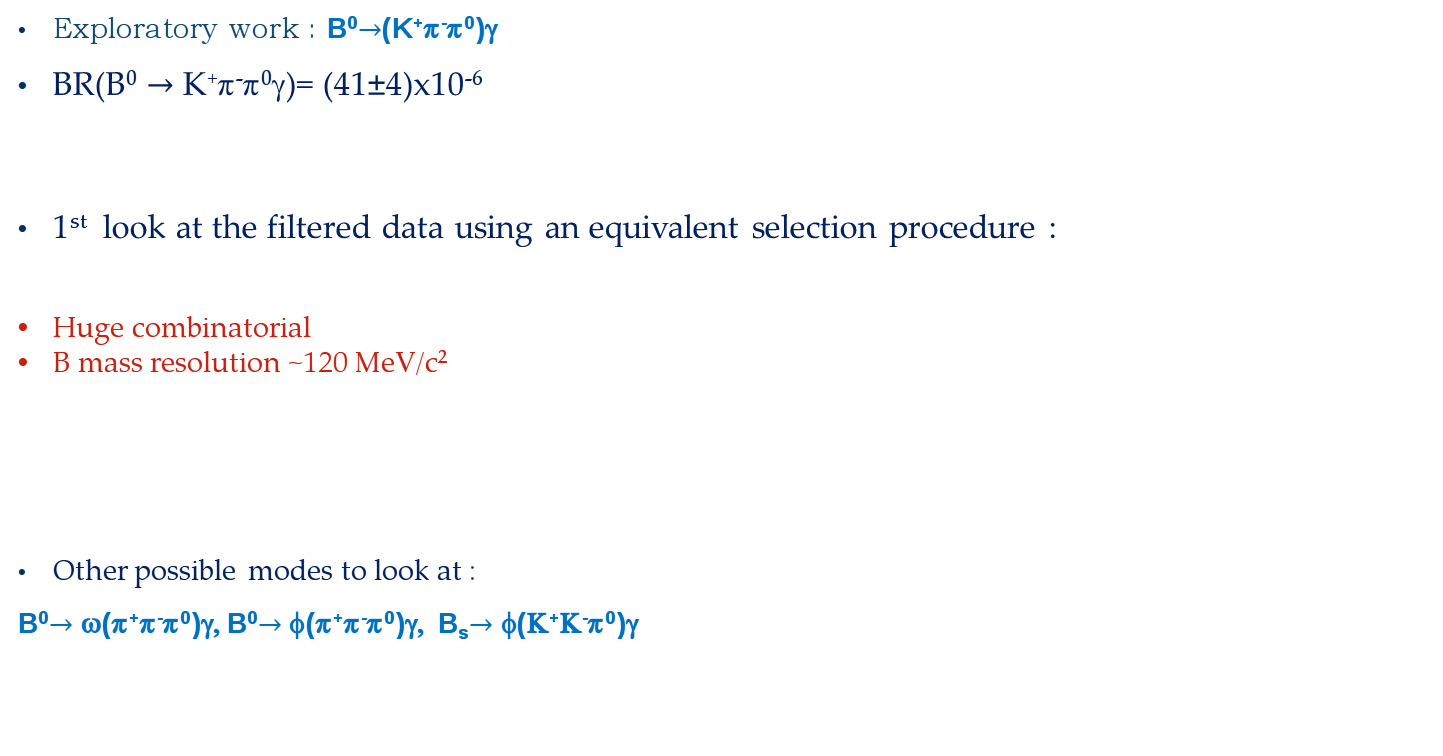 • Exploratory work : B⁰→(K⁺π⁻π⁰)γ
• BR(B⁰ → K⁺π⁻π⁰γ)= (41±4)x10⁻⁶
• 1ˢᵗ look at the filtered data using an equivalent selection procedure :
• Huge combinatorial
• B mass resolution ~120 MeV/c²
• Other possible modes to look at :
B⁰→ ω(π⁺π⁻π⁰)γ, B⁰→ ϕ(π⁺π⁻π⁰)γ, Bₛ→ ϕ(K⁺K⁻π⁰)γ